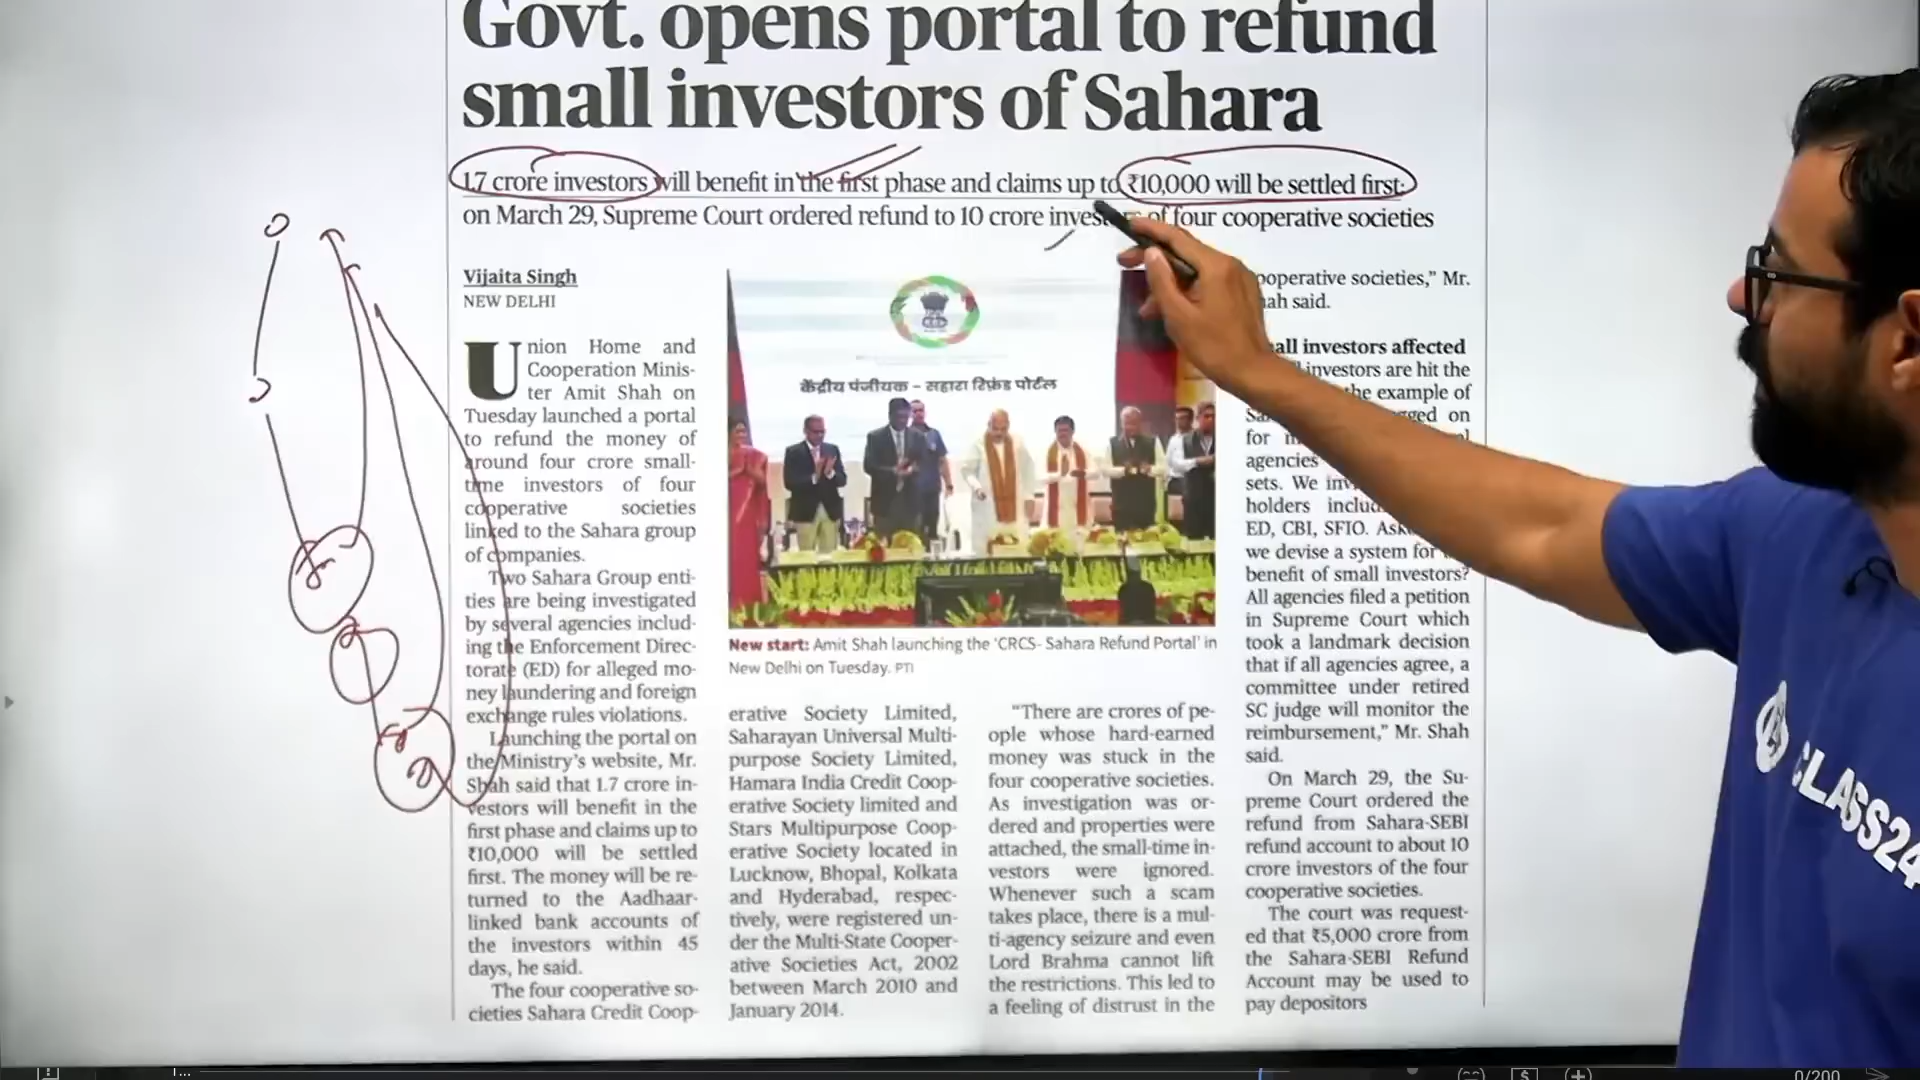 Govt. opens portal to refund
small investors of Sahara
1.7 crore investors will benefit in the first phase and claims up to ₹10,000 will be settled first;
on March 29, Supreme Court ordered refund to 10 crore of four cooperative societies
Vijaita Singh
NEW DELHI
Union Home and
Cooperation Minis-
ter Amit Shah on
Tuesday launched a portal
to refund the money of
around four crore small-
time investors of four
cooperative societies
linked to the Sahara group
of companies.
Two Sahara Group enti-
ties are being investigated
by several agencies includ-
ing the Enforcement Direc-
torate (ED) for alleged mo-
ney laundering and foreign
exchange rules violations.
Launching the portal on
the Ministry's website, Mr.
Shah said that 1.7 crore in-
vestors will benefit in the
first phase and claims up to
₹10,000 will be settled
first. The money will be re-
turned to the Aadhaar-
linked bank accounts of
the investors within 45
days, he said.
The four cooperative so-
cieties Sahara Credit Coop-
केंद्रीय पंजीयक - सहारा रिफ़ंड पोर्टल
New start: Amit Shah launching the 'CRCS- Sahara Refund Portal' in
New Delhi on Tuesday. PTI
erative Society Limited,
Saharayan Universal Multi-
purpose Society Limited,
Hamara India Credit Coop-
erative Society limited and
Stars Multipurpose Coop-
erative Society located in
Lucknow, Bhopal, Kolkata
and Hyderabad, respec-
tively, were registered un-
der the Multi-State Cooper-
ative Societies Act, 2002
between March 2010 and
January 2014.
"There are crores of pe-
ople whose hard-earned
money was stuck in the
four cooperative societies.
As investigation was or-
dered and properties were
attached, the small-time in-
vestors were ignored.
Whenever such a scam
takes place, there is a mul-
ti-agency seizure and even
Lord Brahma cannot lift
the restrictions. This led to
a feeling of distrust in the
ooperative societies," Mr.
ah said.
all investors affected
investors are hit the
the example of
on
for
agencies
sets. We
holders
ED, CBI, SFIO.
we devise a system for
benefit of small investors?
All agencies filed a petition
in Supreme Court which
took a landmark decision
that if all agencies agree, a
committee under retired
SC judge will monitor the
reimbursement," Mr. Shah
said.
On March 29, the Su-
preme Court ordered the
refund from Sahara-SEBI
refund account to about 10
crore investors of the four
cooperative societies.
The court was request-
ed that ₹5,000 crore from
the Sahara-SEBI Refund
Account may be used to
pay depositors
CLASS24
0/200